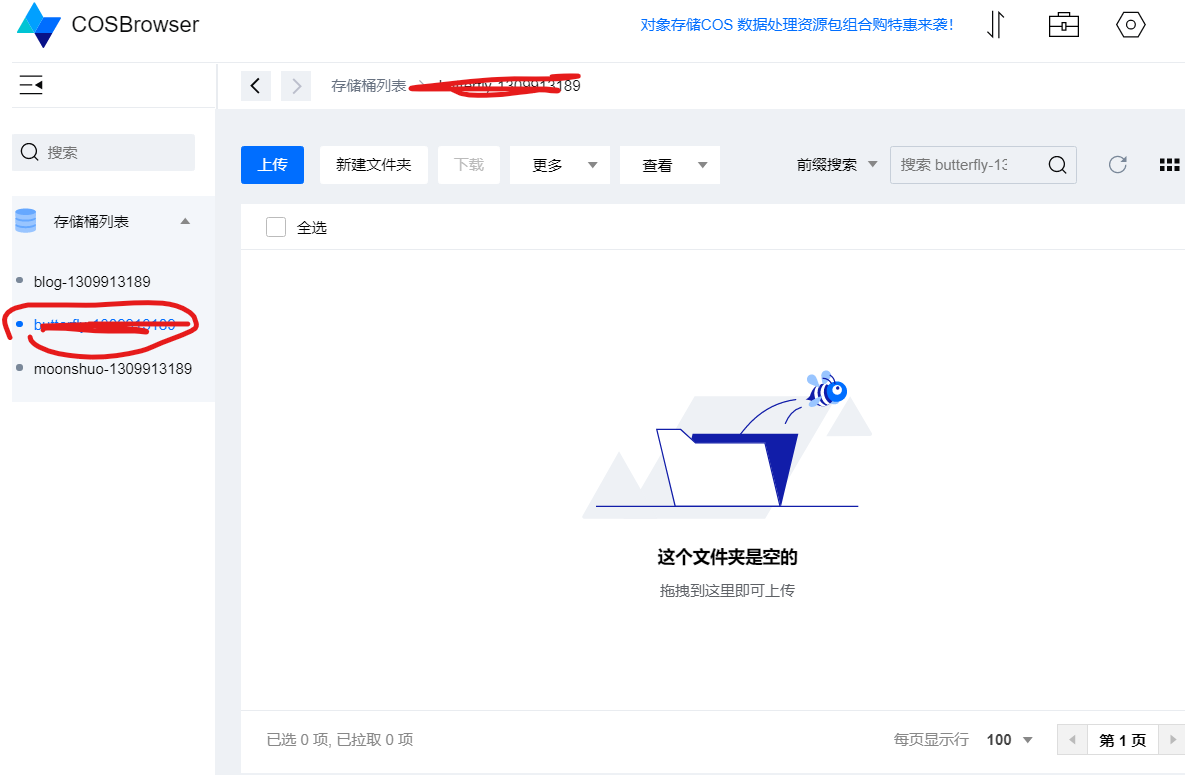 COSBrowser
对象存储COS 数据处理资源包组合购特惠来袭!
存储桶列表
搜索
上传 新建文件夹 下载 更多 查看 前缀搜索 搜索 butterfly-13
存储桶列表
全选
blog-1309913189
moonshuo-1309913189
这个文件夹是空的
拖拽到这里即可上传
已选 0 项, 已拉取 0 项 每页显示行 100 第 1 页